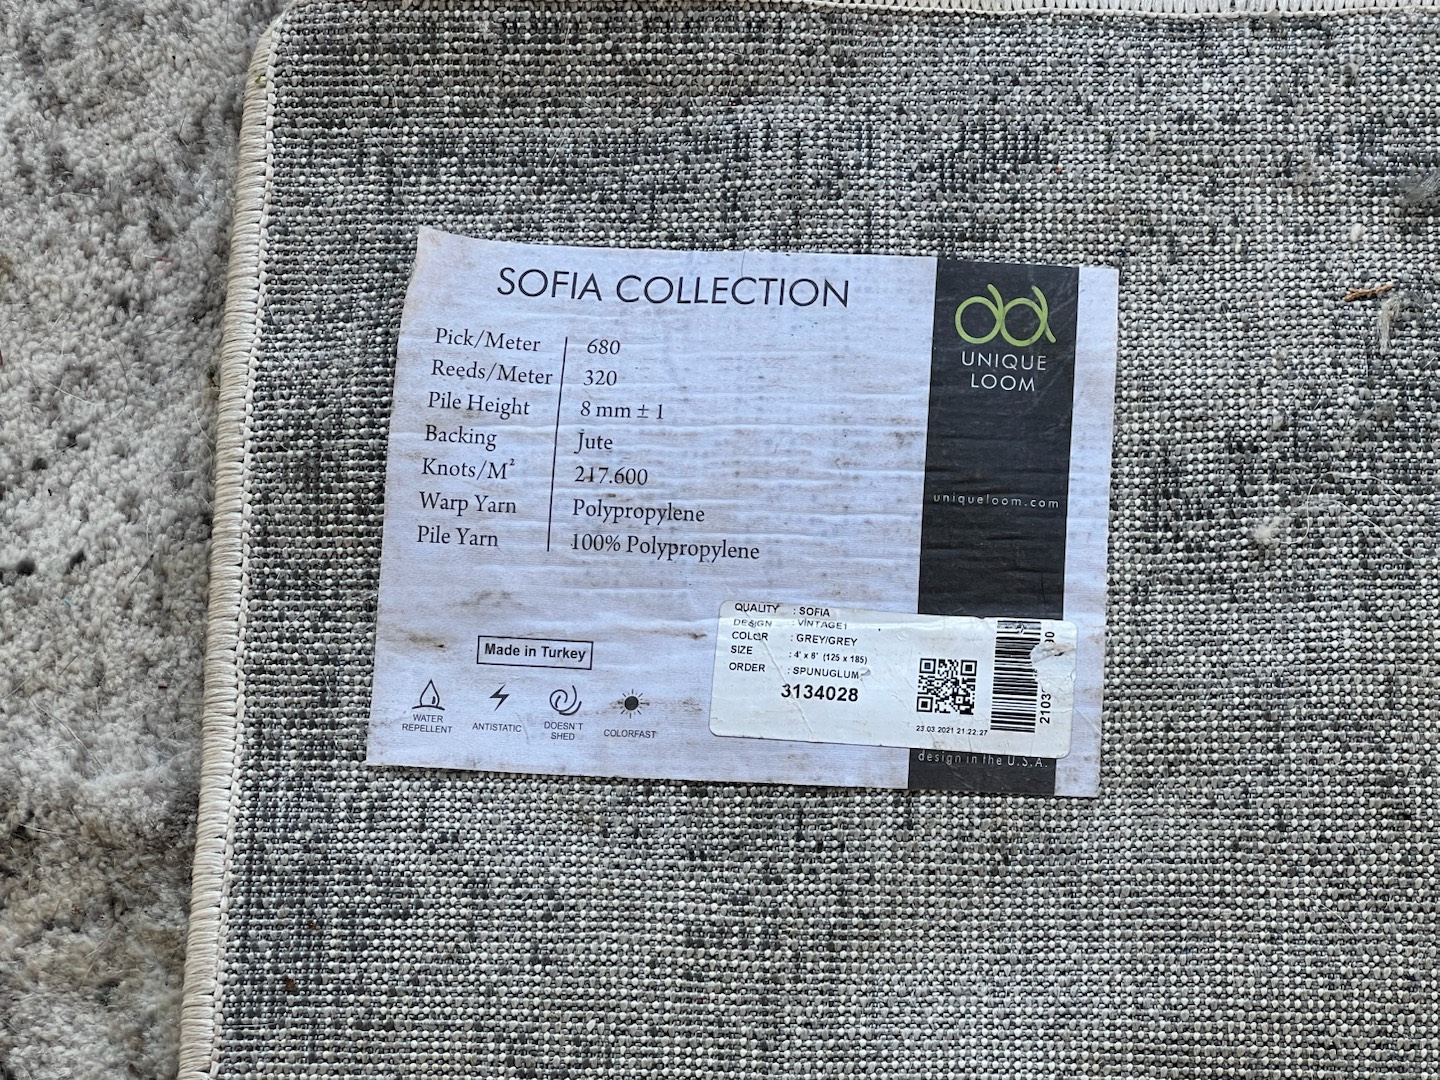 SOFIA COLLECTION
Pick/Meter 680
Reeds/Meter 320
Pile Height 8 mm ± 1
Backing Jute
Knots/M² 217.600
Warp Yarn Polypropylene
Pile Yarn 100% Polypropylene
Made in Turkey
WATER REPELLENT
ANTISTATIC
DOESN'T SHED
COLORFAST
UNIQUE
LOOM
uniqueloom.com
QUALITY : SOFIA
DESIGN : VINTAGE1
COLOR : GREY/GREY
SIZE : 4' x 6' (125 x 185)
ORDER : SPUNUGLUM
3134028
23.03.2021 21:22:27
design in the U.S.A.